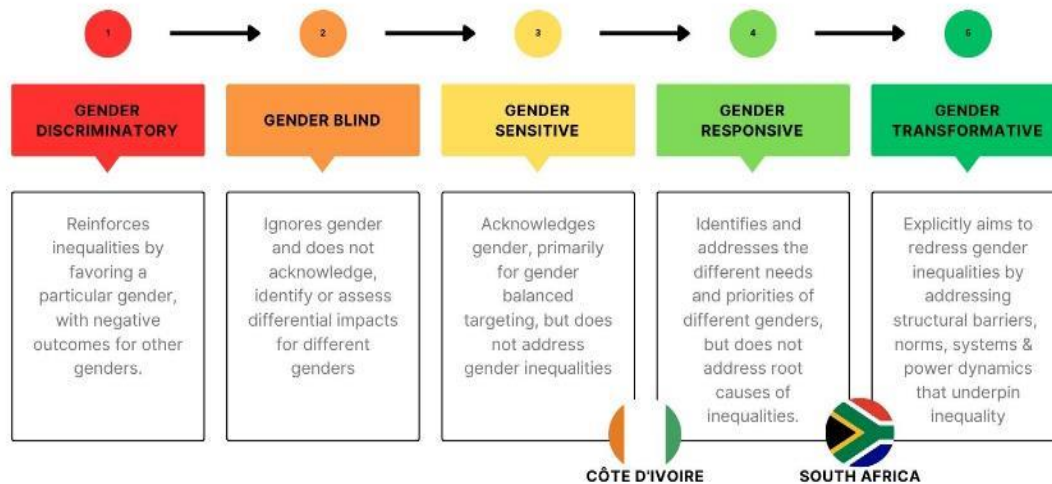 1
2
3
4
5
GENDER
DISCRIMINATORY
GENDER BLIND
GENDER
SENSITIVE
GENDER
RESPONSIVE
GENDER
TRANSFORMATIVE
Reinforces
inequalities by
favoring a
particular gender,
with negative
outcomes for other
genders.
Ignores gender
and does not
acknowledge,
identify or assess
differential impacts
for different
genders
Acknowledges
gender, primarily
for gender
balanced
targeting, but does
not address
gender inequalities
Identifies and
addresses the
different needs
and priorities of
different genders,
but does not
address root
causes of
inequalities.
Explicitly aims to
redress gender
inequalities by
addressing
structural barriers,
norms, systems &
power dynamics
that underpin
inequality
CÔTE D'IVOIRE
SOUTH AFRICA